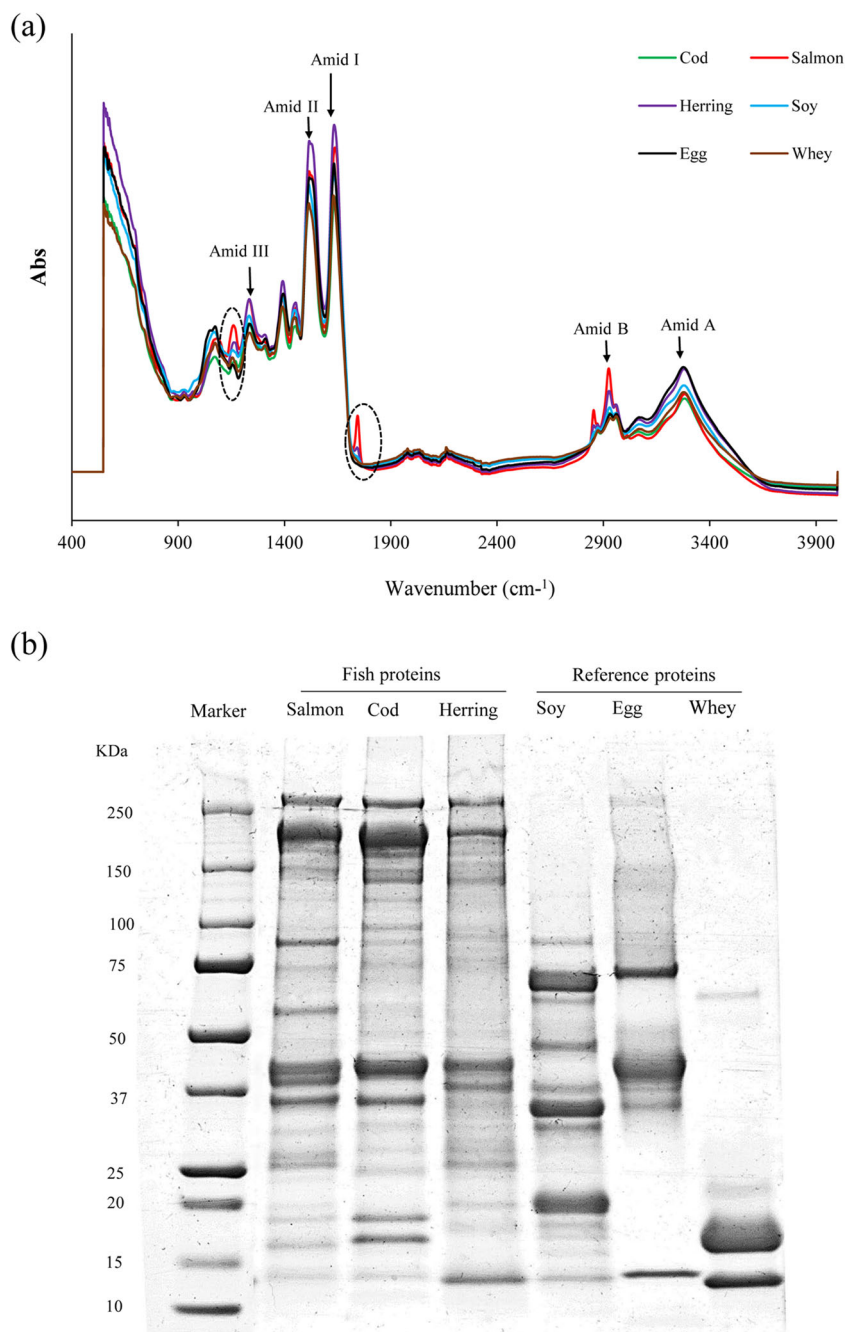 (a)
Amid I
Amid II
Amid III
Amid B
Amid A
Cod
Salmon
Herring
Soy
Egg
Whey
Abs
400 900 1400 1900 2400 2900 3400 3900
Wavenumber (cm-¹)
(b)
Fish proteins Reference proteins
Marker Salmon Cod Herring Soy Egg Whey
KDa
250
150
100
75
50
37
25
20
15
10